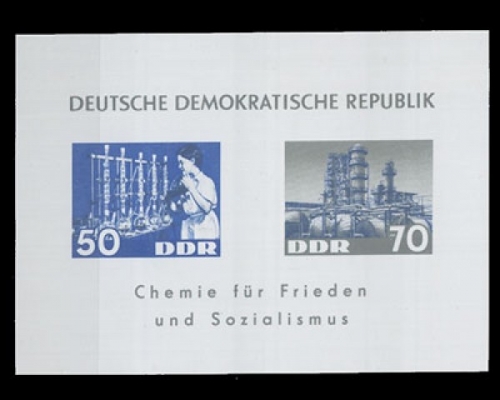 DEUTSCHE DEMOKRATISCHE REPUBLIK
50 DDR
DDR 70
Chemie für Frieden
und Sozialismus